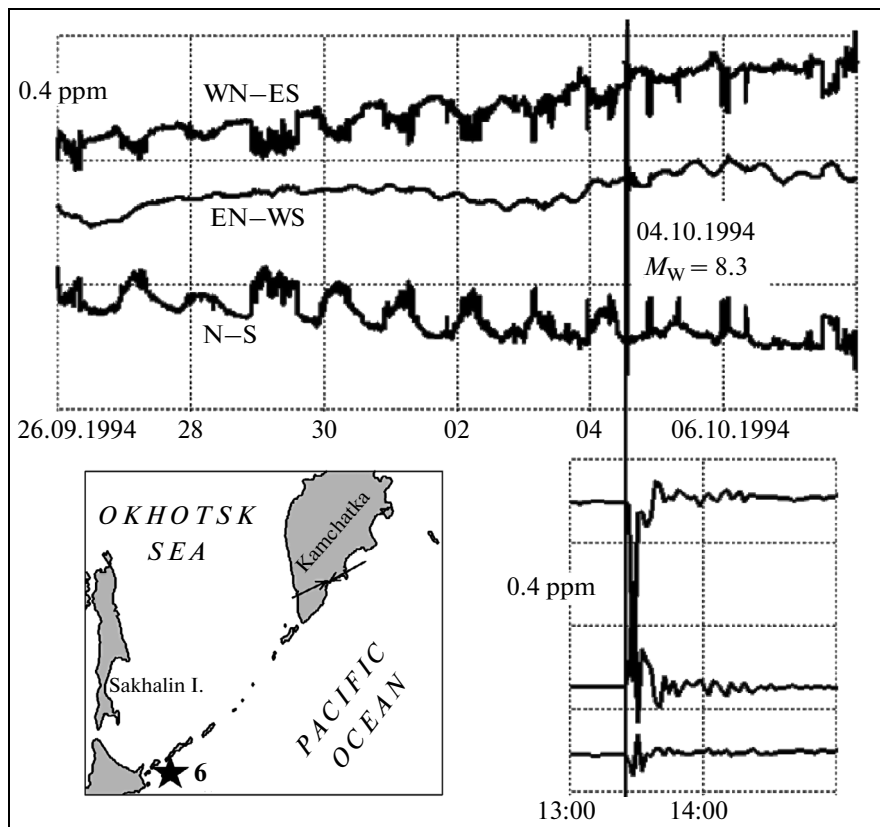 0.4 ppm
WN–ES
EN–WS
N–S
04.10.1994
M_W = 8.3
26.09.1994 28 30 02 04 06.10.1994
OKHOTSK
SEA
Kamchatka
Sakhalin I.
PACIFIC
OCEAN
6
0.4 ppm
13:00 14:00